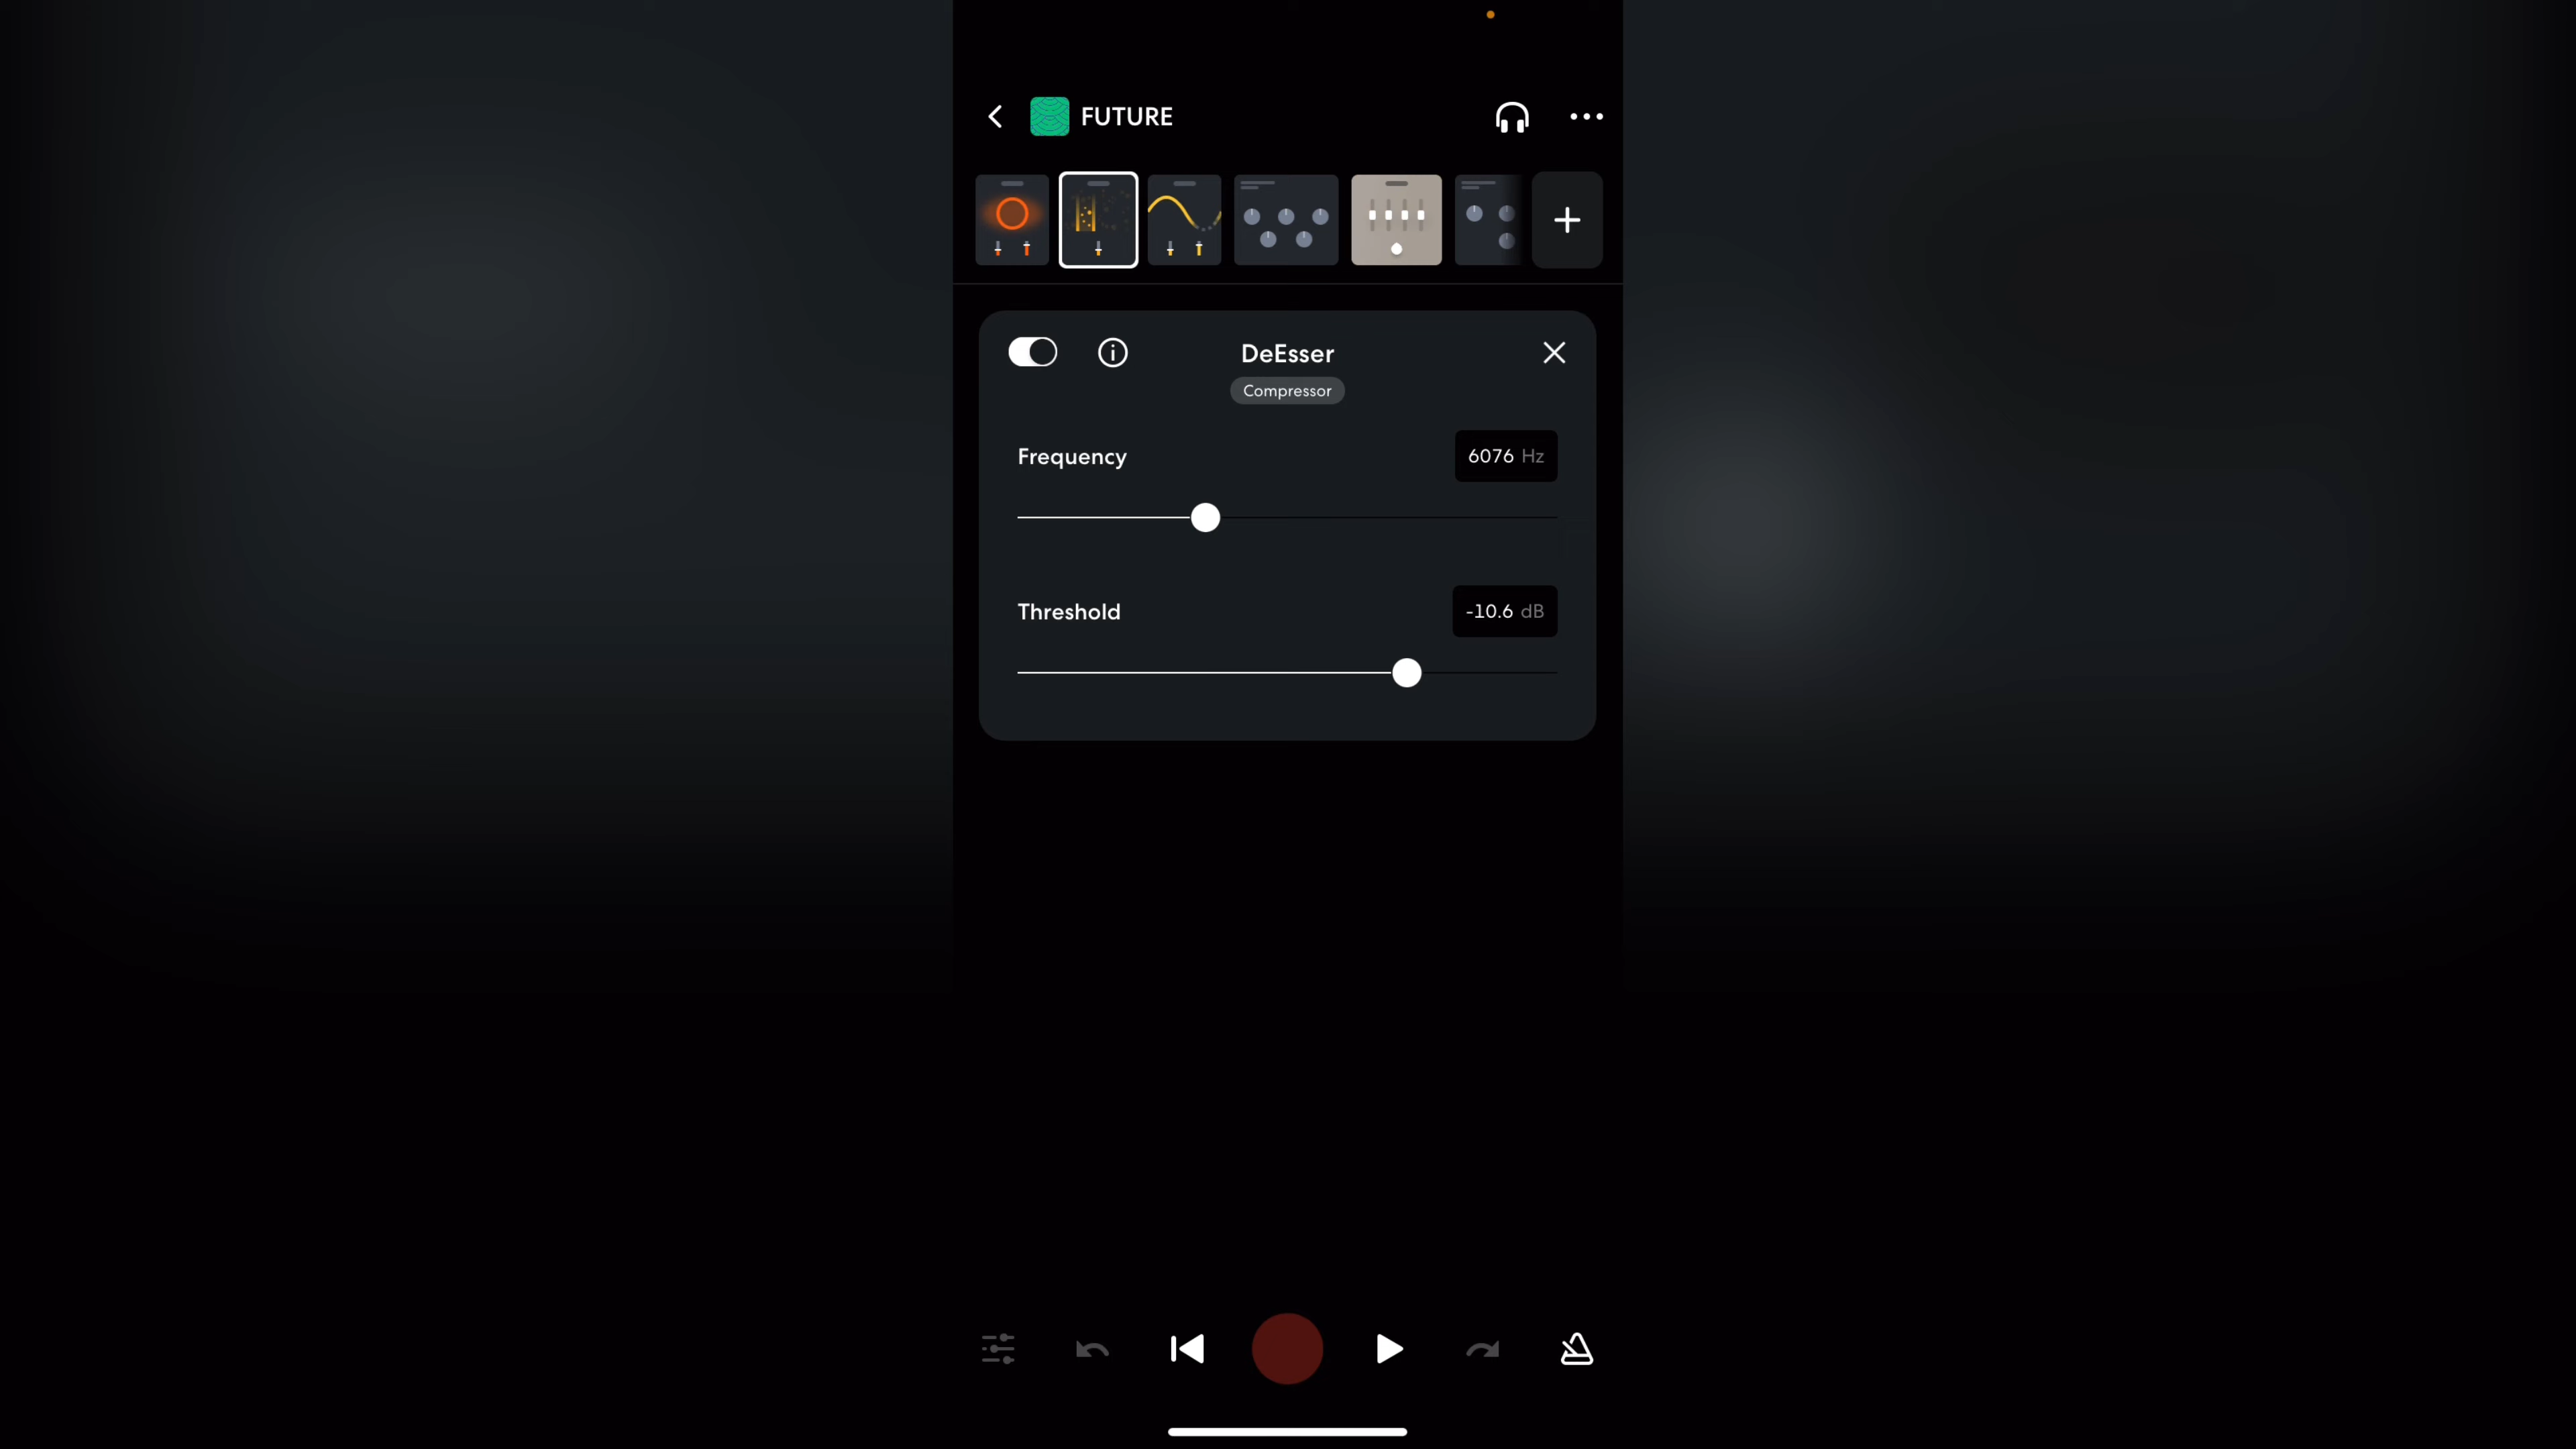 FUTURE
DeEsser
Compressor
Frequency
6076 Hz
Threshold
-10.6 dB